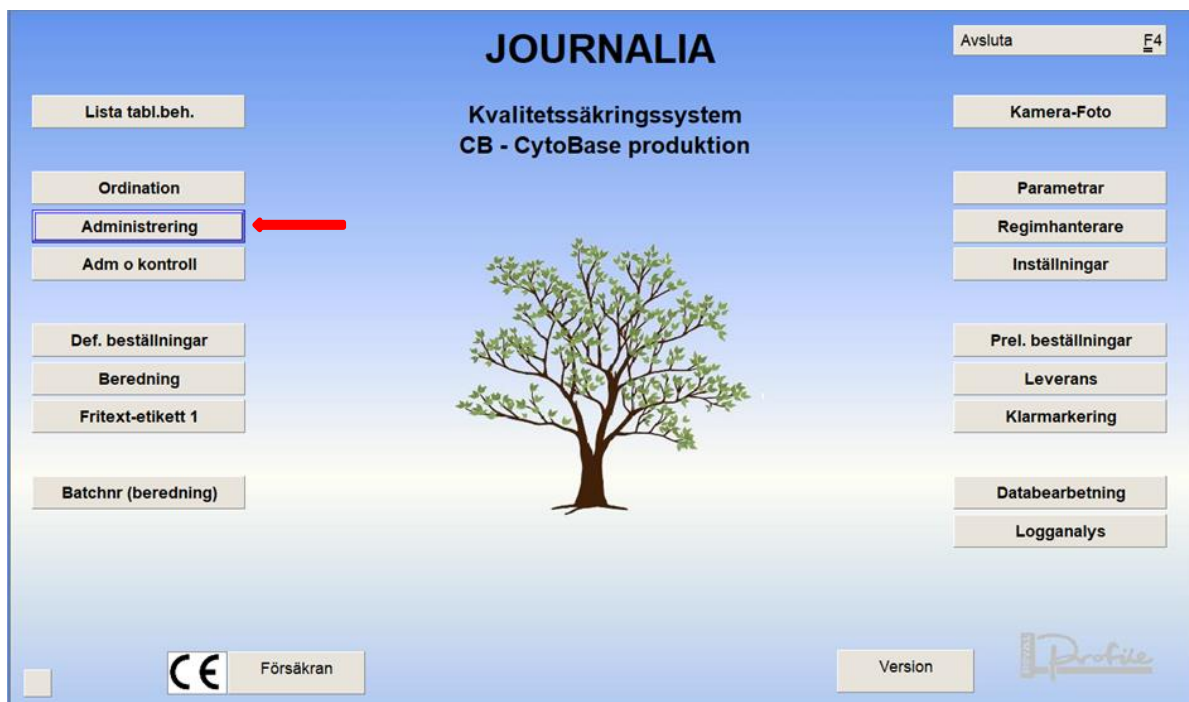 JOURNALIA
Avsluta F4
Lista tabl.beh.
Kvalitetssäkringssystem
CB - CytoBase produktion
Kamera-Foto
Ordination
Administrering
Adm o kontroll
Parametrar
Regimhanterare
Inställningar
Def. beställningar
Beredning
Fritext-etikett 1
Prel. beställningar
Leverans
Klarmarkering
Batchnr (beredning)
Databearbetning
Logganalys
CE Försäkran
Version
Profile